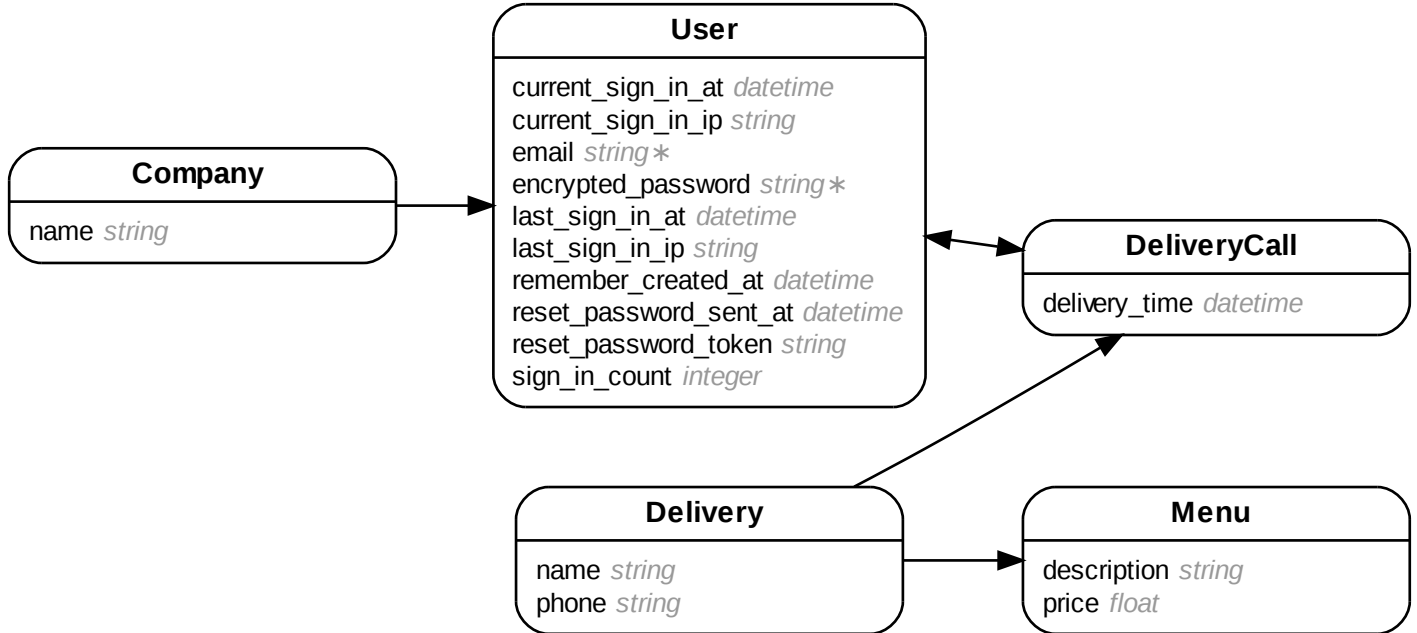 User
current_sign_in_at datetime
current_sign_in_ip string
email string∗
encrypted_password string∗
last_sign_in_at datetime
last_sign_in_ip string
remember_created_at datetime
reset_password_sent_at datetime
reset_password_token string
sign_in_count integer
Company
name string
DeliveryCall
delivery_time datetime
Delivery
name string
phone string
Menu
description string
price float